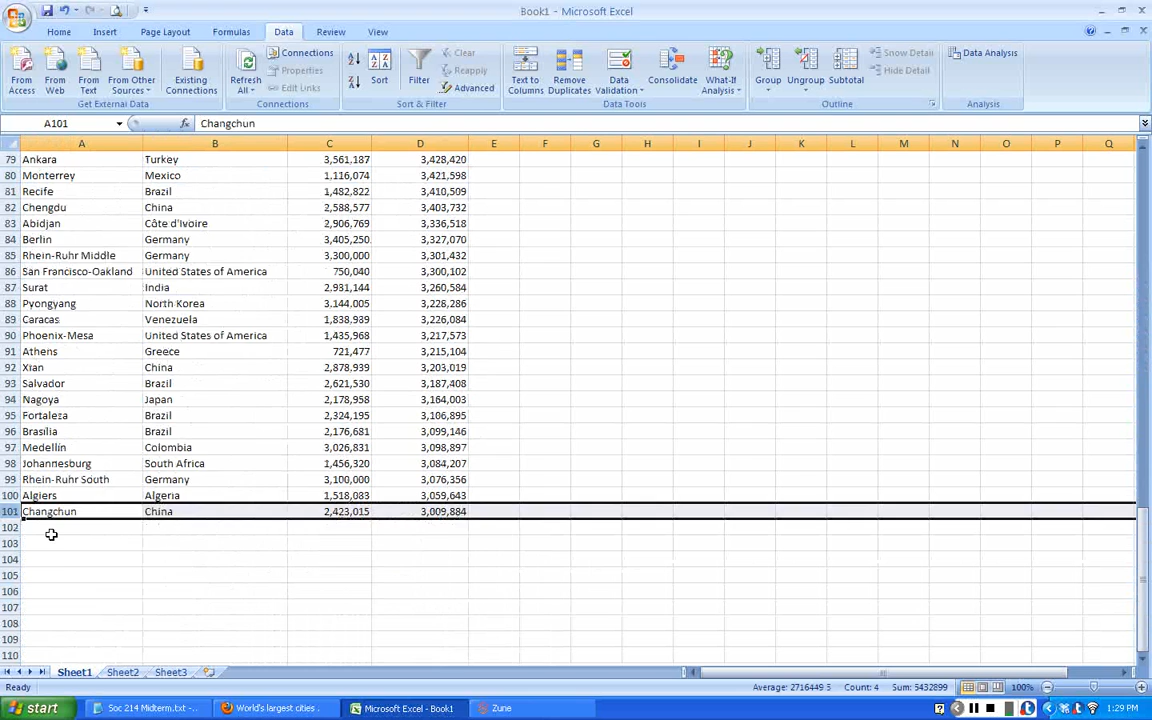 Book1 - Microsoft Excel
Home Insert Page Layout Formulas Data Review View
From Access
From Web
From Text
From Other Sources
Existing Connections
Get External Data
Refresh All
Connections
Properties
Edit Links
Connections
Sort
Filter
Clear
Reapply
Advanced
Sort & Filter
Text to Columns
Remove Duplicates
Data Validation
Consolidate
What-If Analysis
Data Tools
Group
Ungroup
Subtotal
Show Detail
Hide Detail
Outline
Data Analysis
Analysis
A101 fx Changchun
A B C D E F G H I J K L M N O P Q
79 Ankara Turkey 3,561,187 3,428,420
80 Monterrey Mexico 1,116,074 3,421,598
81 Recife Brazil 1,482,822 3,410,509
82 Chengdu China 2,588,577 3,403,732
83 Abidjan Côte d'Ivoire 2,906,769 3,336,518
84 Berlin Germany 3,405,250 3,327,070
85 Rhein-Ruhr Middle Germany 3,300,000 3,301,432
86 San Francisco-Oakland United States of America 750,040 3,300,102
87 Surat India 2,931,144 3,260,584
88 Pyongyang North Korea 3,144,005 3,228,286
89 Caracas Venezuela 1,838,939 3,226,084
90 Phoenix-Mesa United States of America 1,435,968 3,217,573
91 Athens Greece 721,477 3,215,104
92 Xian China 2,878,939 3,203,019
93 Salvador Brazil 2,621,530 3,187,408
94 Nagoya Japan 2,178,958 3,164,003
95 Fortaleza Brazil 2,324,195 3,106,895
96 Brasília Brazil 2,176,681 3,099,146
97 Medellín Colombia 3,026,831 3,098,897
98 Johannesburg South Africa 1,456,320 3,084,207
99 Rhein-Ruhr South Germany 3,100,000 3,076,356
100 Algiers Algeria 1,518,083 3,059,643
101 Changchun China 2,423,015 3,009,884
102
103
104
105
106
107
108
109
110
Sheet1 Sheet2 Sheet3
Ready Average: 2716449.5 Count: 4 Sum: 5432899 100%
start Soc 214 Midterm.txt -... World's largest cities . Microsoft Excel - Book1 Zune 1:29 PM